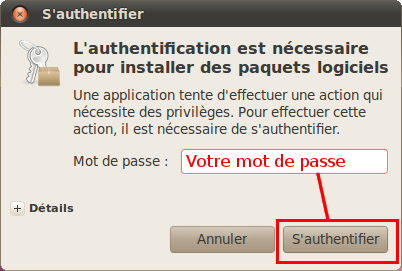 S'authentifier
L'authentification est nécessaire
pour installer des paquets logiciels
Une application tente d'effectuer une action qui
nécessite des privilèges. Pour effectuer cette
action, il est nécessaire de s'authentifier.
Mot de passe : Votre mot de passe
+ Détails
Annuler S'authentifier